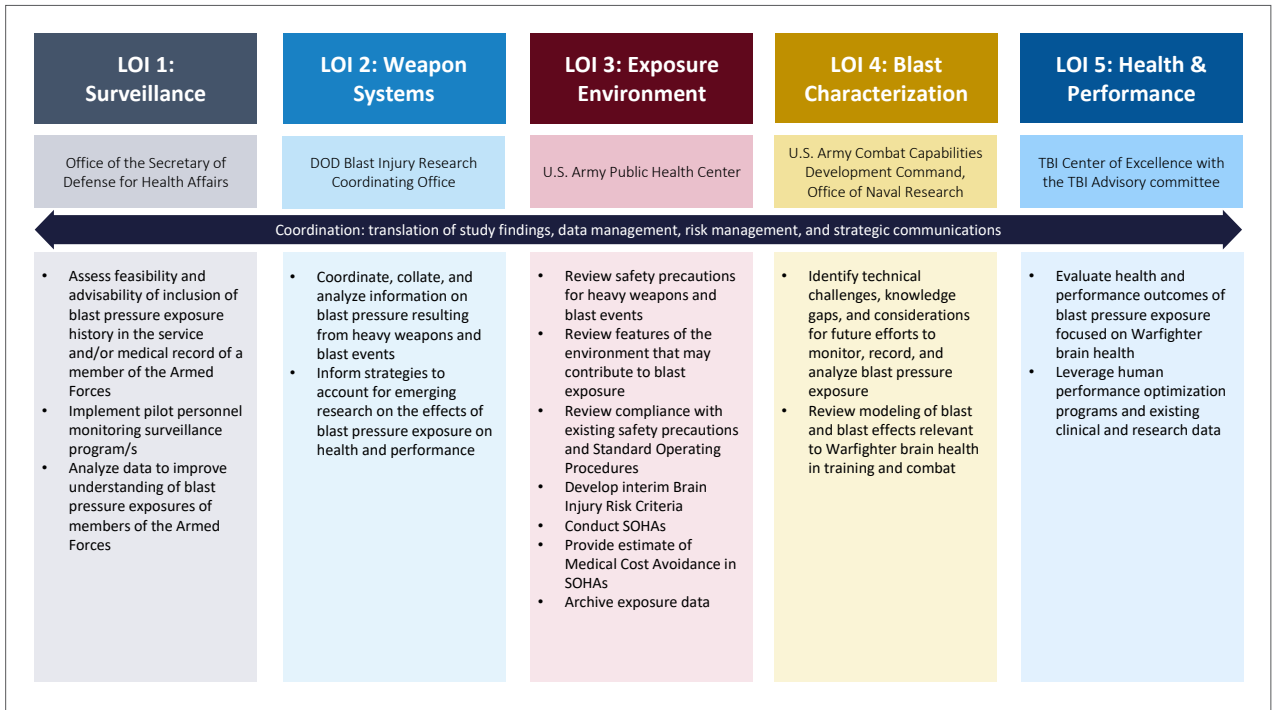 LOI 1:
Surveillance
LOI 2: Weapon
Systems
LOI 3: Exposure
Environment
LOI 4: Blast
Characterization
LOI 5: Health &
Performance
Office of the Secretary of
Defense for Health Affairs
DOD Blast Injury Research
Coordinating Office
U.S. Army Public Health Center
U.S. Army Combat Capabilities
Development Command,
Office of Naval Research
TBI Center of Excellence with
the TBI Advisory committee
Coordination: translation of study findings, data management, risk management, and strategic communications
• Assess feasibility and
advisability of inclusion of
blast pressure exposure
history in the service
and/or medical record of a
member of the Armed
Forces
• Implement pilot personnel
monitoring surveillance
program/s
• Analyze data to improve
understanding of blast
pressure exposures of
members of the Armed
Forces
• Coordinate, collate, and
analyze information on
blast pressure resulting
from heavy weapons and
blast events
• Inform strategies to
account for emerging
research on the effects of
blast pressure exposure on
health and performance
• Review safety precautions
for heavy weapons and
blast events
• Review features of the
environment that may
contribute to blast
exposure
• Review compliance with
existing safety precautions
and Standard Operating
Procedures
• Develop interim Brain
Injury Risk Criteria
• Conduct SOHAs
• Provide estimate of
Medical Cost Avoidance in
SOHAs
• Archive exposure data
• Identify technical
challenges, knowledge
gaps, and considerations
for future efforts to
monitor, record, and
analyze blast pressure
exposure
• Review modeling of blast
and blast effects relevant
to Warfighter brain health
in training and combat
• Evaluate health and
performance outcomes of
blast pressure exposure
focused on Warfighter
brain health
• Leverage human
performance optimization
programs and existing
clinical and research data